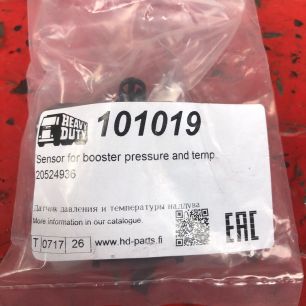 HEAVY DUTY 101019
Sensor for booster pressure and temp
20524936
Датчик давления и температуры наддува
More information in our catalogue.
T 0717 26 www.hd-parts.fi
EAC